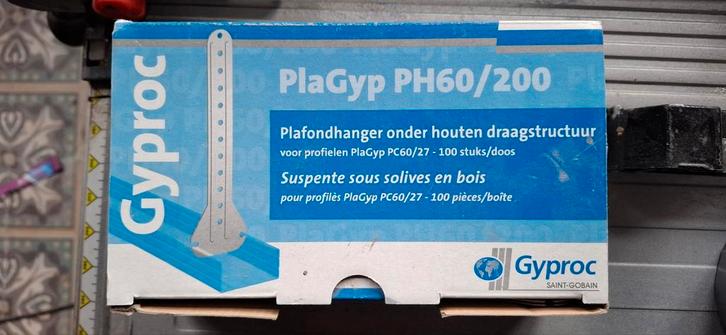 Gyproc
PlaGyp PH60/200
Plafondhanger onder houten draagstructuur
voor profielen PlaGyp PC60/27 - 100 stuks/doos
Suspente sous solives en bois
pour profilès PlaGyp PC60/27 - 100 pièces/boîte
Gyproc
SAINT-GOBAIN